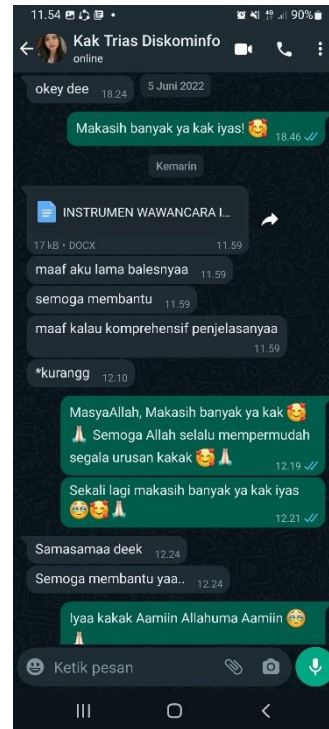 11.54
90%
Kak Trias Diskominfo
online
okey dee 18.24
5 Juni 2022
Makasih banyak ya kak iyas! 🥰 18.46
Kemarin
INSTRUMEN WAWANCARA I...
17 kB • DOCX 11.59
maaf aku lama balesnyaa 11.59
semoga membantu 11.59
maaf kalau komprehensif penjelasanyaa
11.59
*kurangg 12.10
MasyaAllah, Makasih banyak ya kak 🥰
🙏🏻 Semoga Allah selalu mempermudah
segala urusan kakak 🥰🙏🏻 12.19
Sekali lagi makasih banyak ya kak iyas
🥹🥰🙏🏻 12.21
Samasamaa deek 12.24
Semoga membantu yaa.. 12.24
Iyaa kakak Aamiin Allahuma Aamiin 🥹
🙏🏻
Ketik pesan